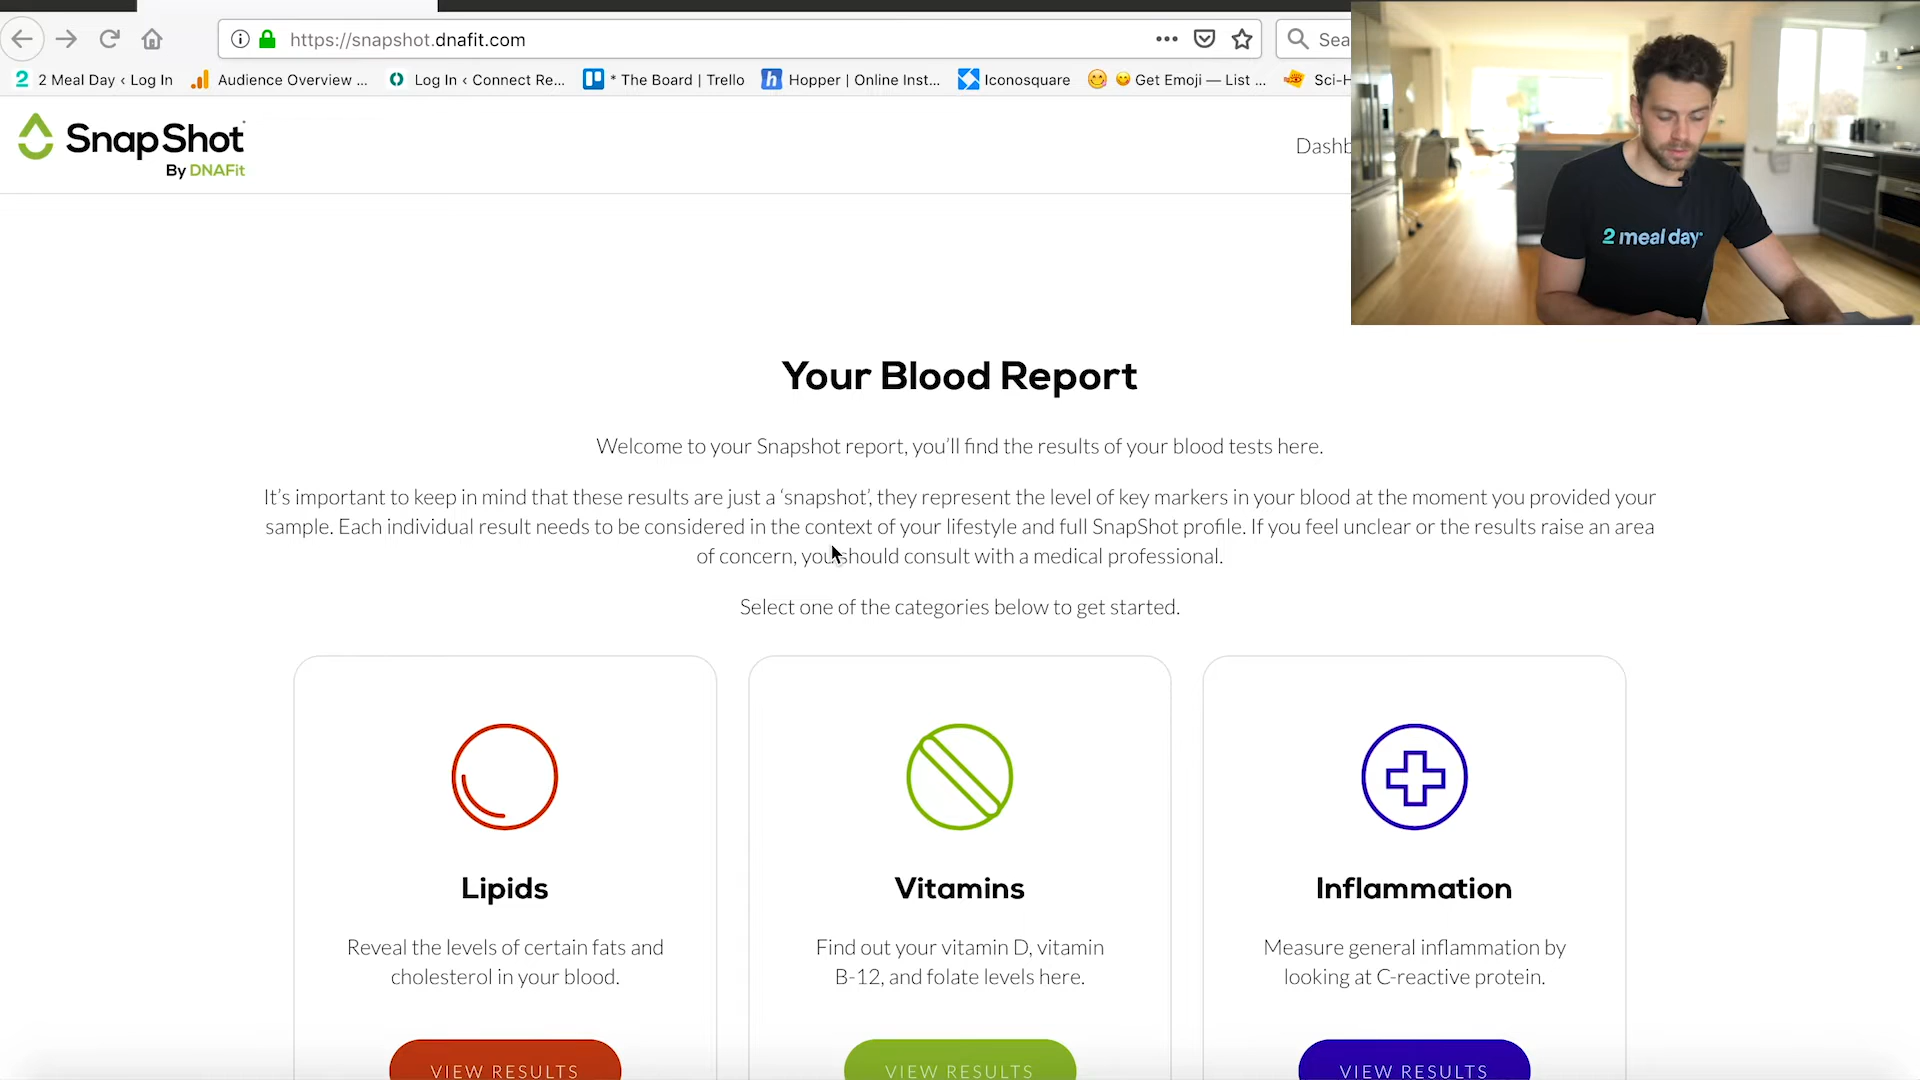 https://snapshot.dnafit.com
Sea
2 Meal Day ‹ Log In
Audience Overview ...
Log In ‹ Connect Re...
* The Board | Trello
h Hopper | Online Inst...
Iconosquare
Get Emoji — List ...
Sci-H
SnapShot
By DNAFit
Dashb
2 meal day
Your Blood Report
Welcome to your Snapshot report, you'll find the results of your blood tests here.
It's important to keep in mind that these results are just a 'snapshot', they represent the level of key markers in your blood at the moment you provided your
sample. Each individual result needs to be considered in the context of your lifestyle and full SnapShot profile. If you feel unclear or the results raise an area
of concern, you should consult with a medical professional.
Select one of the categories below to get started.
Lipids
Reveal the levels of certain fats and
cholesterol in your blood.
VIEW RESULTS
Vitamins
Find out your vitamin D, vitamin
B-12, and folate levels here.
VIEW RESULTS
Inflammation
Measure general inflammation by
looking at C-reactive protein.
VIEW RESULTS